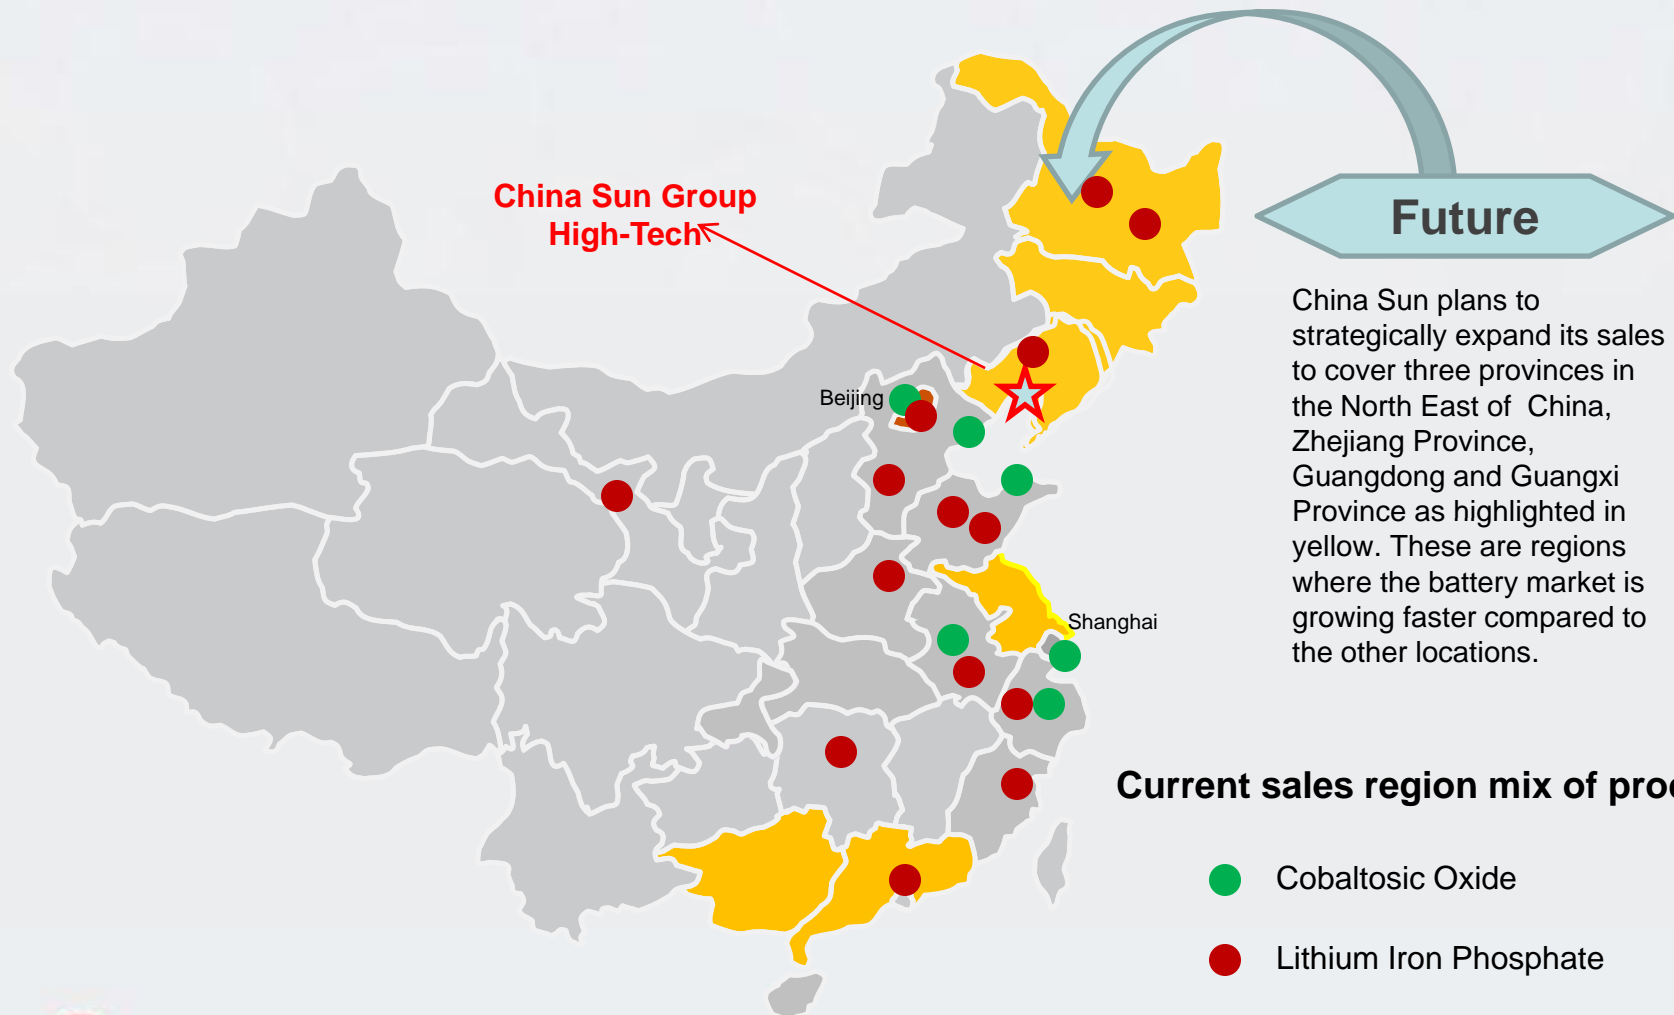 China Sun Group
High-Tech
Future
China Sun plans to
strategically expand its sales
to cover three provinces in
the North East of China,
Zhejiang Province,
Guangdong and Guangxi
Province as highlighted in
yellow. These are regions
where the battery market is
growing faster compared to
the other locations.
Beijing
Shanghai
Current sales region mix of
Cobaltosic Oxide
Lithium Iron Phosphate